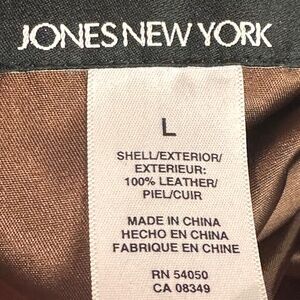 JONES NEW YORK
L
SHELL/EXTERIOR/
EXTERIEUR:
100% LEATHER/
PIEL/CUIR
MADE IN CHINA
HECHO EN CHINA
FABRIQUE EN CHINE
RN 54050
CA 08349